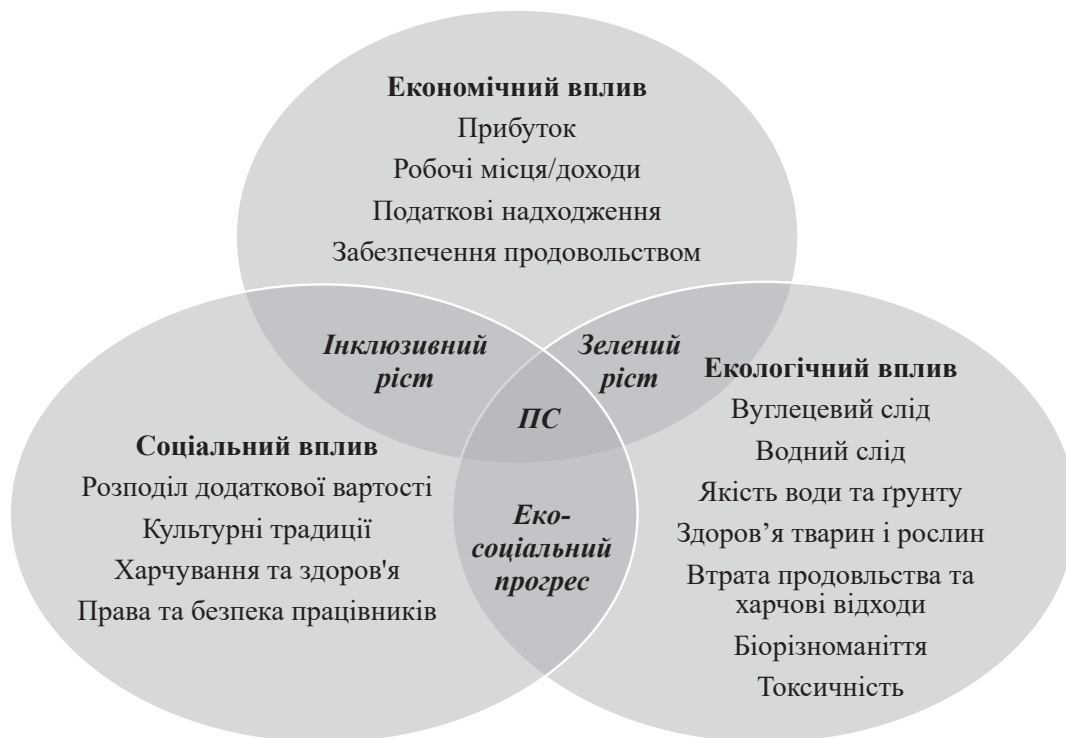 Економічний вплив
Прибуток
Робочі місця/доходи
Податкові надходження
Забезпечення продовольством
Інклюзивний
ріст
Зелений
ріст
ПС
Еко-
соціальний
прогрес
Соціальний вплив
Розподіл додаткової вартості
Культурні традиції
Харчування та здоров'я
Права та безпека працівників
Екологічний вплив
Вуглецевий слід
Водний слід
Якість води та ґрунту
Здоров’я тварин і рослин
Втрата продовльства та
харчові відходи
Біорізноманіття
Токсичність